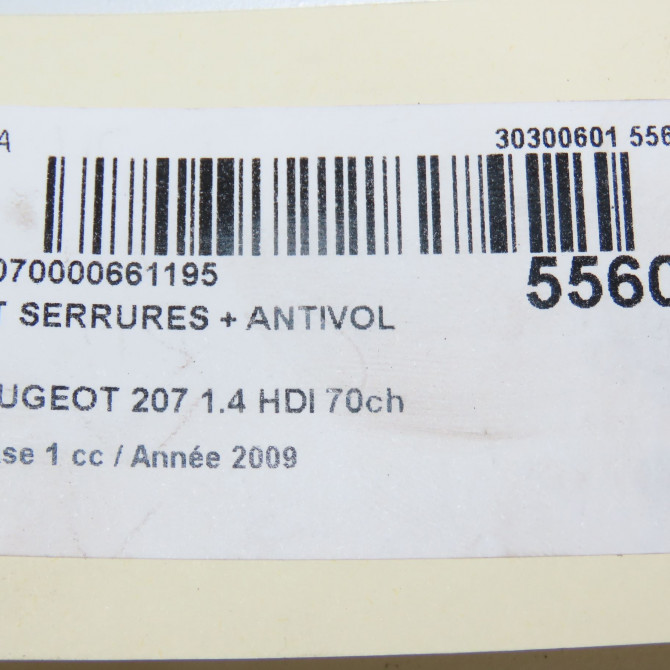 A 30300601 556
070000661195
5560
T SERRURES + ANTIVOL
UGEOT 207 1.4 HDI 70ch
se 1 cc / Année 2009